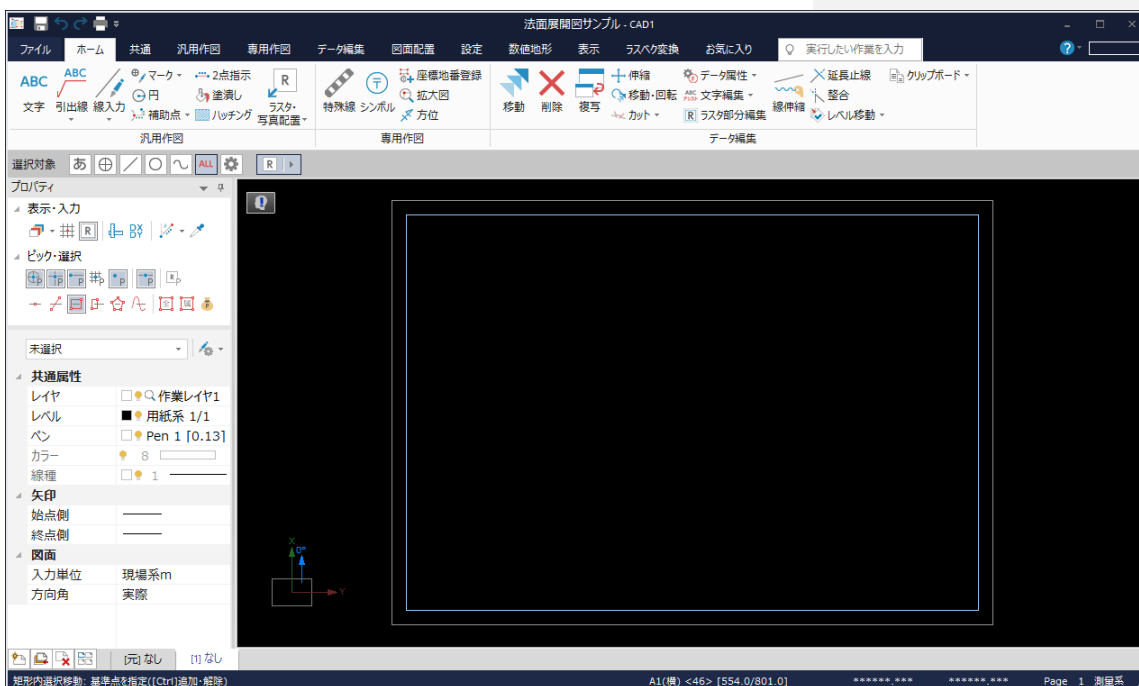 法面展開図サンプル - CAD1
ファイル ホーム 共通 汎用作図 専用作図 データ編集 図面配置 設定 数値地形 表示 ラスベク変換 お気に入り 実行したい作業を入力
ABC 文字
ABC 引出線
線入力
マーク 2点指示
円 塗潰し
補助点 ハッチング
R ラスタ・写真配置
汎用作図
特殊線 シンボル
座標地番登録
拡大図
方位
専用作図
移動 削除 複写
伸縮 データ属性
移動・回転 文字編集
カット R ラスタ部分編集
線伸縮
延長止線 クリップボード
整合
レベル移動
データ編集
選択対象 あ ALL R
プロパティ
表示・入力
R DX DY
ピック・選択
未選択
共通属性
レイヤ 作業レイヤ1
レベル 用紙系 1/1
ペン Pen 1 [0.13]
カラー 8
線種 1
矢印
始点側
終点側
図面
入力単位 現場系m
方向角 実際
X
0°
Y
[元] なし [1] なし
矩形内選択移動: 基準点を指定([Ctrl]追加・解除) A1(横) <46> [554.0/801.0] ******.*** ******.*** Page 1 測量系